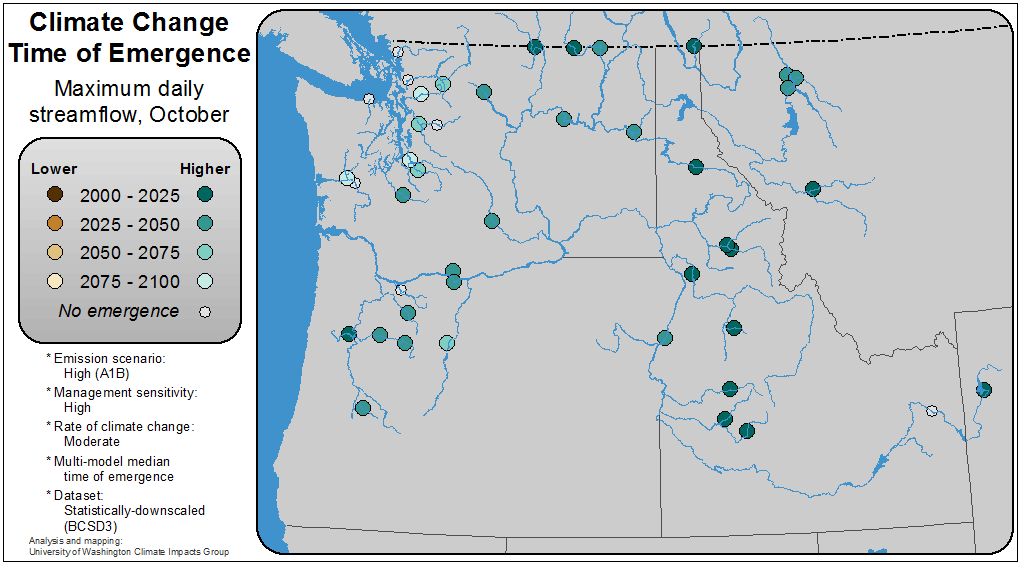 Climate Change
Time of Emergence
Maximum daily
streamflow, October
Lower Higher
2000 - 2025
2025 - 2050
2050 - 2075
2075 - 2100
No emergence
* Emission scenario:
High (A1B)
* Management sensitivity:
High
* Rate of climate change:
Moderate
* Multi-model median
time of emergence
* Dataset:
Statistically-downscaled
(BCSD3)
Analysis and mapping:
University of Washington Climate Impacts Group